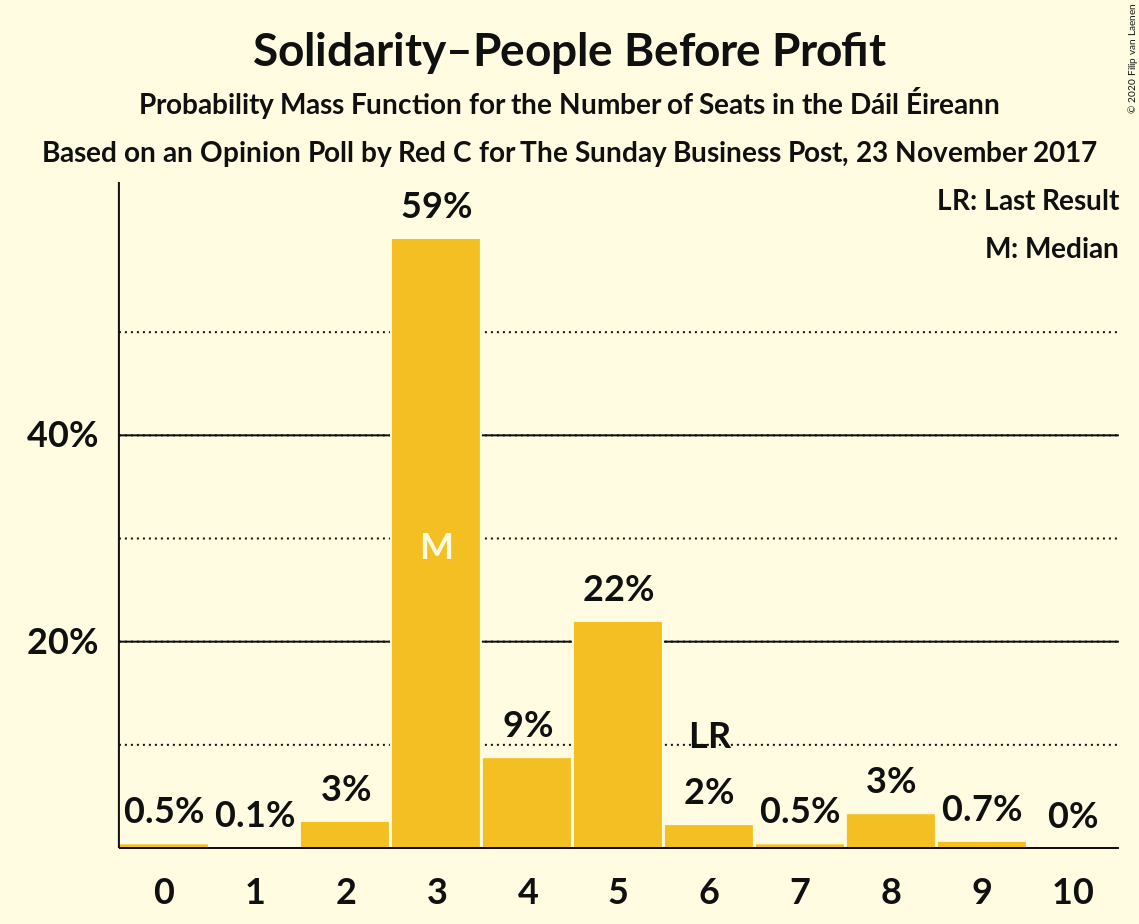 Solidarity–People Before Profit
Probability Mass Function for the Number of Seats in the Dáil Éireann
Based on an Opinion Poll by Red C for The Sunday Business Post, 23 November 2017
© 2020 Filip van Laenen
LR: Last Result
M: Median
59%
40%
M
22%
20%
9%
LR
3%
2%
3%
0.5%
0.1%
0.5%
0.7%
0%
0 1 2 3 4 5 6 7 8 9 10